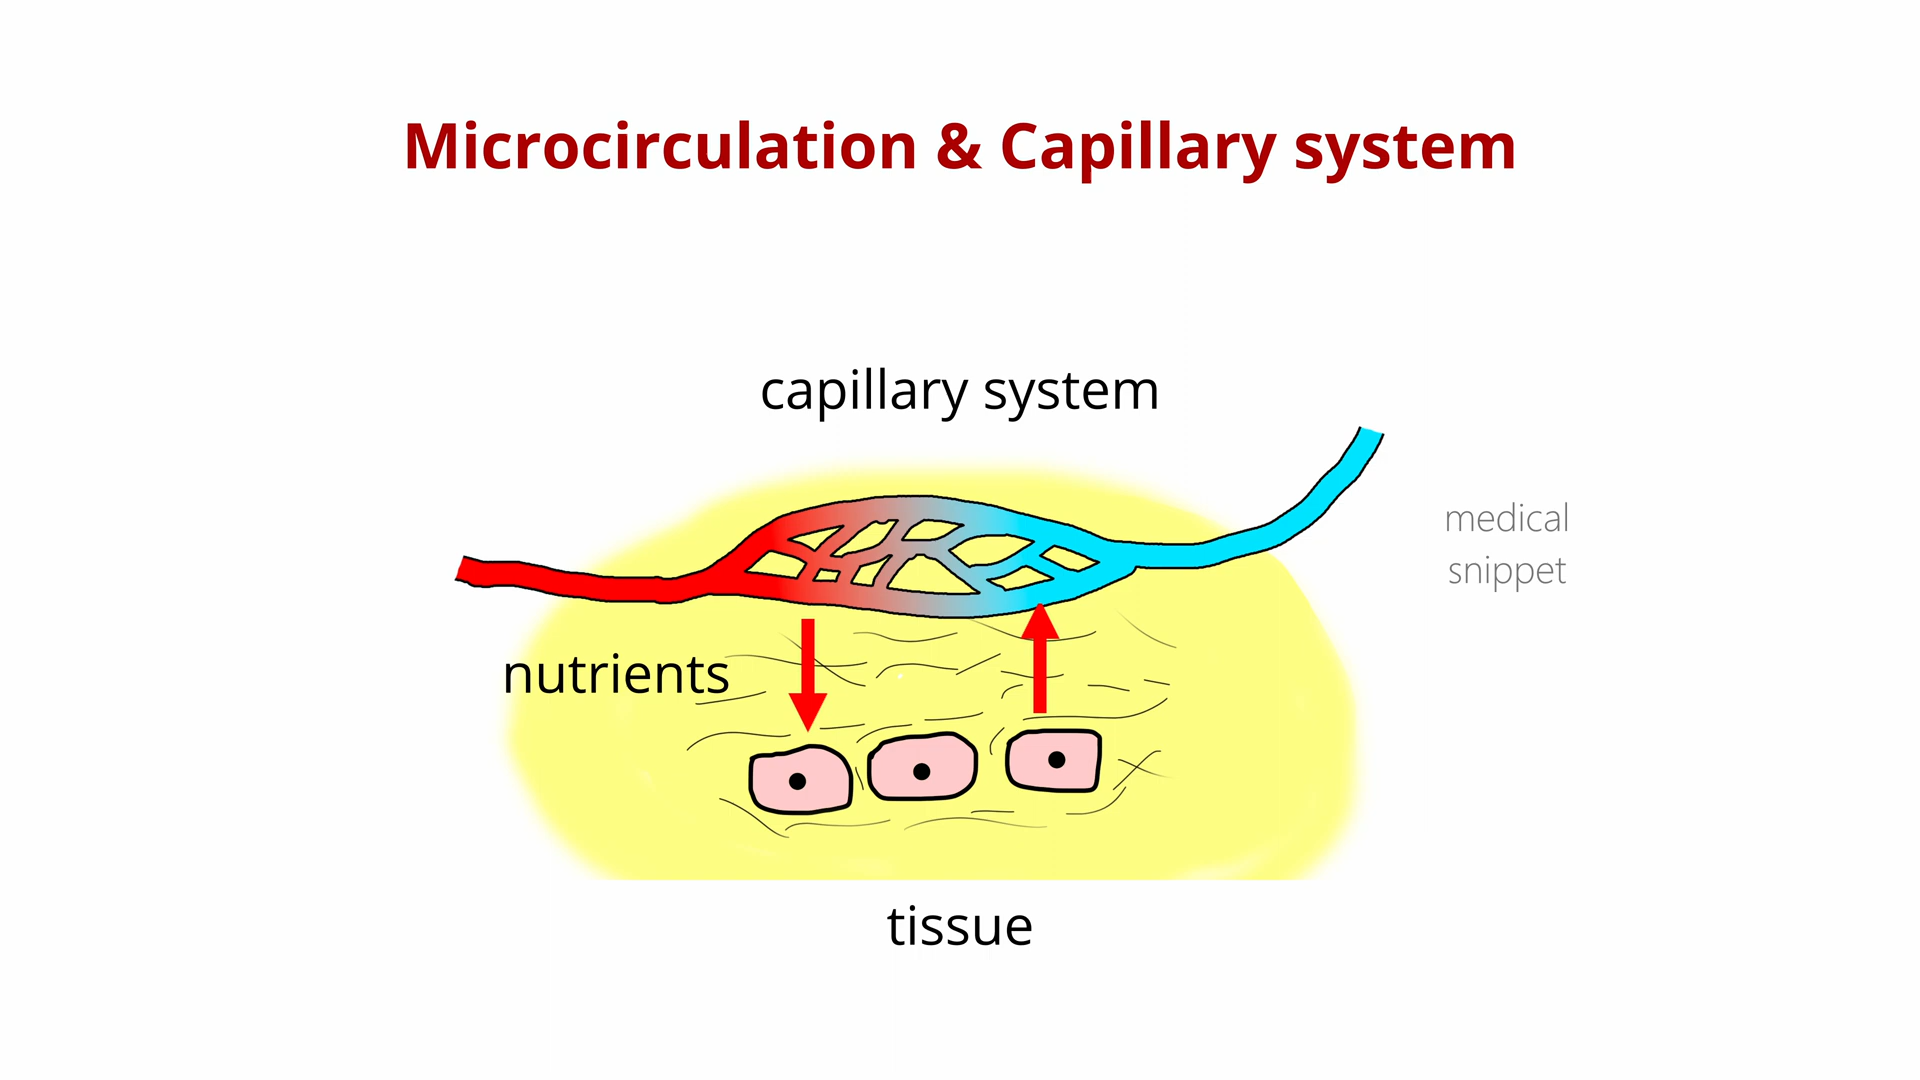 Microcirculation & Capillary system
capillary system
medical
snippet
nutrients
tissue